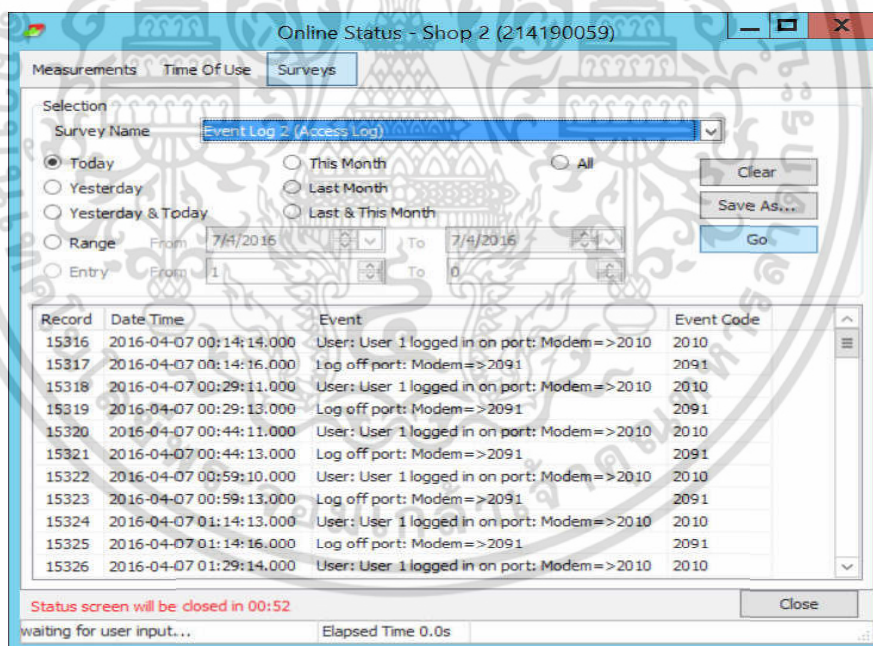 Online Status - Shop 2 (214190059)
Measurements Time Of Use Surveys
Selection
Survey Name Event Log 2 (Access Log)
Today This Month All Clear
Yesterday Last Month
Yesterday & Today Last & This Month Save As...
Range From 7/4/2016 To 7/4/2016 Go
Entry From 1 To 0
Record Date Time Event Event Code
15316 2016-04-07 00:14:14.000 User: User 1 logged in on port: Modem=>2010 2010
15317 2016-04-07 00:14:16.000 Log off port: Modem=>2091 2091
15318 2016-04-07 00:29:11.000 User: User 1 logged in on port: Modem=>2010 2010
15319 2016-04-07 00:29:13.000 Log off port: Modem=>2091 2091
15320 2016-04-07 00:44:11.000 User: User 1 logged in on port: Modem=>2010 2010
15321 2016-04-07 00:44:13.000 Log off port: Modem=>2091 2091
15322 2016-04-07 00:59:10.000 User: User 1 logged in on port: Modem=>2010 2010
15323 2016-04-07 00:59:13.000 Log off port: Modem=>2091 2091
15324 2016-04-07 01:14:13.000 User: User 1 logged in on port: Modem=>2010 2010
15325 2016-04-07 01:14:16.000 Log off port: Modem=>2091 2091
15326 2016-04-07 01:29:14.000 User: User 1 logged in on port: Modem=>2010 2010
Status screen will be closed in 00:52 Close
waiting for user input... Elapsed Time 0.0s